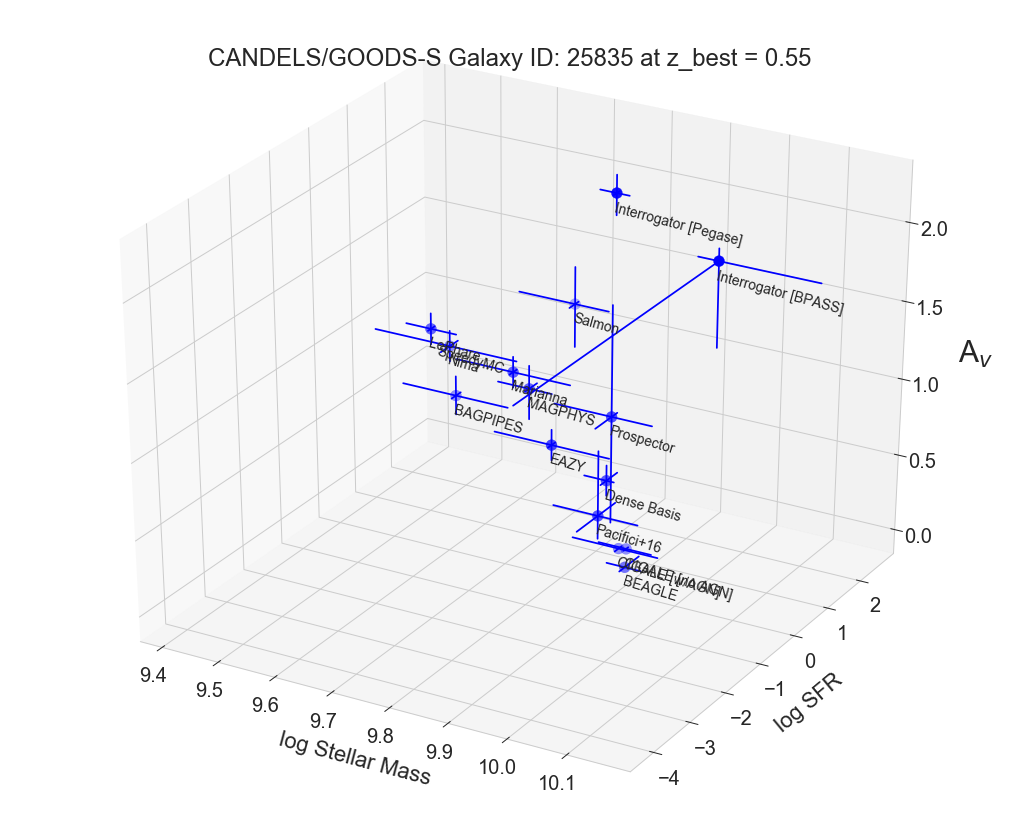 CANDELS/GOODS-S Galaxy ID: 25835 at z_best = 0.55
Interrogator [Pegase]
2.0
Interrogator [BPASS]
1.5
Salmon
A_v
Nima
1.0
Marianna
MAGPHYS
BAGPIPES
Prospector
EAZY
0.5
Dense Basis
Pacifici+16
0.0
BEAGLE
2
1
0
−1
−2
−3
−4
log SFR
9.4
9.5
9.6
9.7
9.8
9.9
10.0
10.1
log Stellar Mass